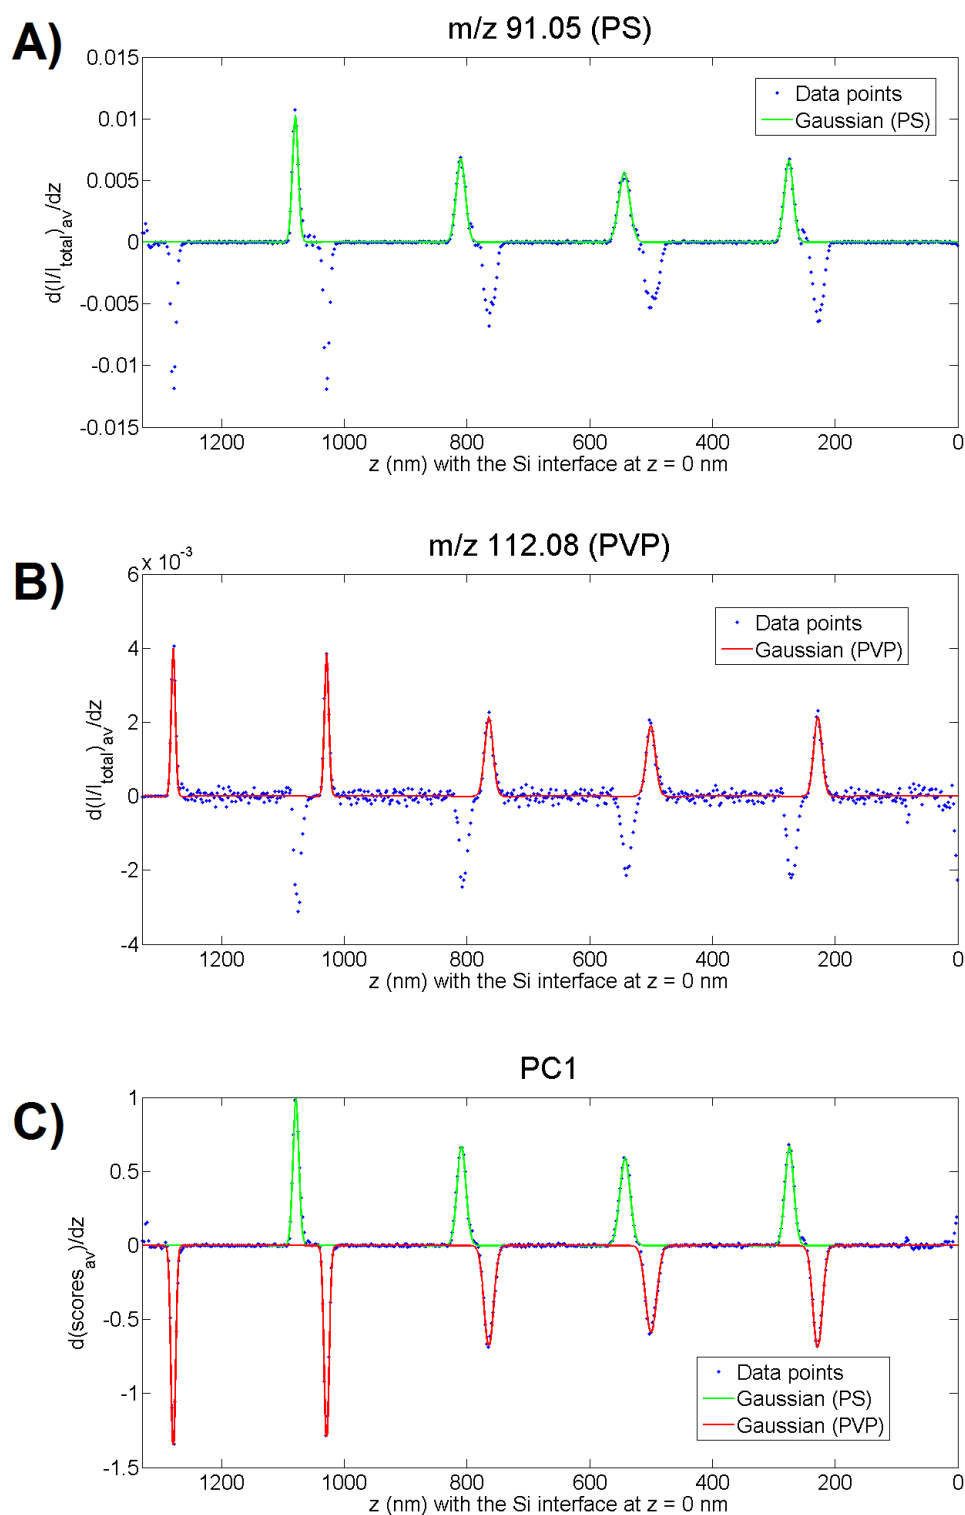 A)
m/z 91.05 (PS)
0.015
0.01
0.005
0
-0.005
-0.01
-0.015
d(I/I_total)_av/dz
Data points
Gaussian (PS)
1200 1000 800 600 400 200 0
z (nm) with the Si interface at z = 0 nm
B)
m/z 112.08 (PVP)
x 10^-3
6
4
2
0
-2
-4
d(I/I_total)_av/dz
Data points
Gaussian (PVP)
1200 1000 800 600 400 200 0
z (nm) with the Si interface at z = 0 nm
C)
PC1
1
0.5
0
-0.5
-1
-1.5
d(scores_av)/dz
Data points
Gaussian (PS)
Gaussian (PVP)
1200 1000 800 600 400 200 0
z (nm) with the Si interface at z = 0 nm